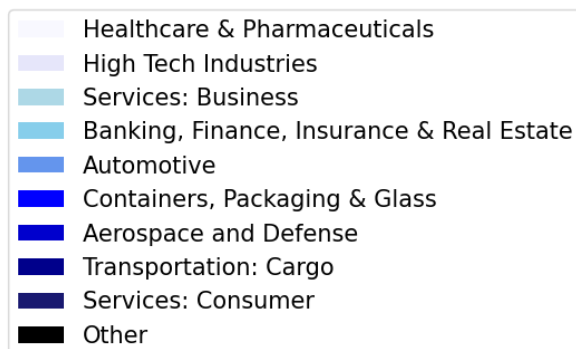 Healthcare & Pharmaceuticals
High Tech Industries
Services: Business
Banking, Finance, Insurance & Real Estate
Automotive
Containers, Packaging & Glass
Aerospace and Defense
Transportation: Cargo
Services: Consumer
Other